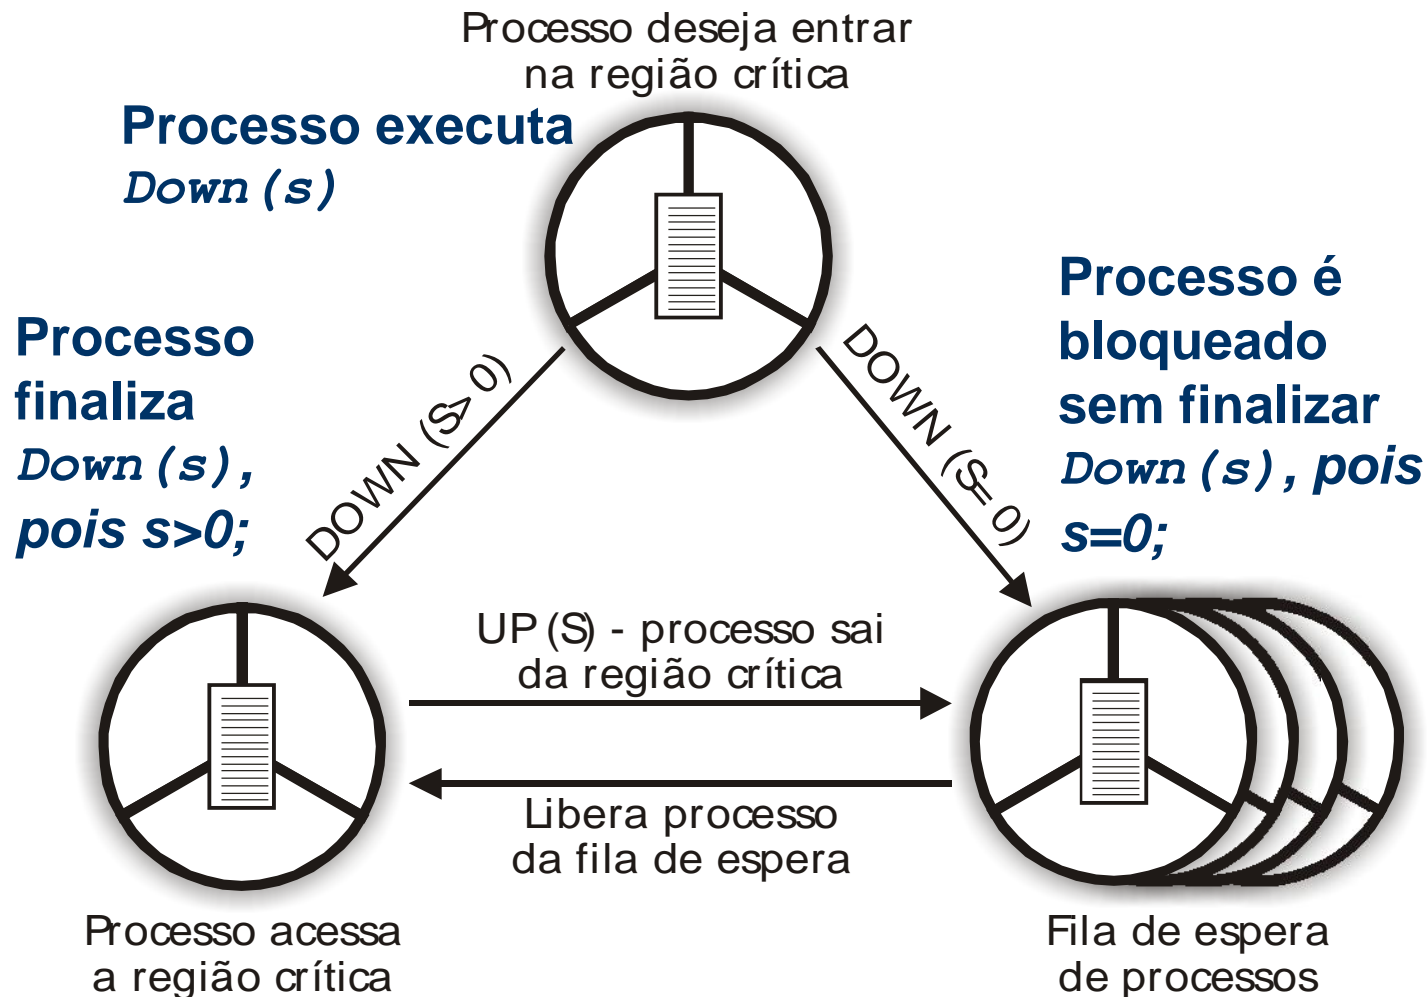 Processo deseja entrar
na região crítica
Processo executa
Down(s)
Processo
finaliza
Down(s),
pois s>0;
DOWN (S> 0)
DOWN (S= 0)
Processo é
bloqueado
sem finalizar
Down(s), pois
s=0;
UP (S) - processo sai
da região crítica
Libera processo
da fila de espera
Processo acessa
a região crítica
Fila de espera
de processos